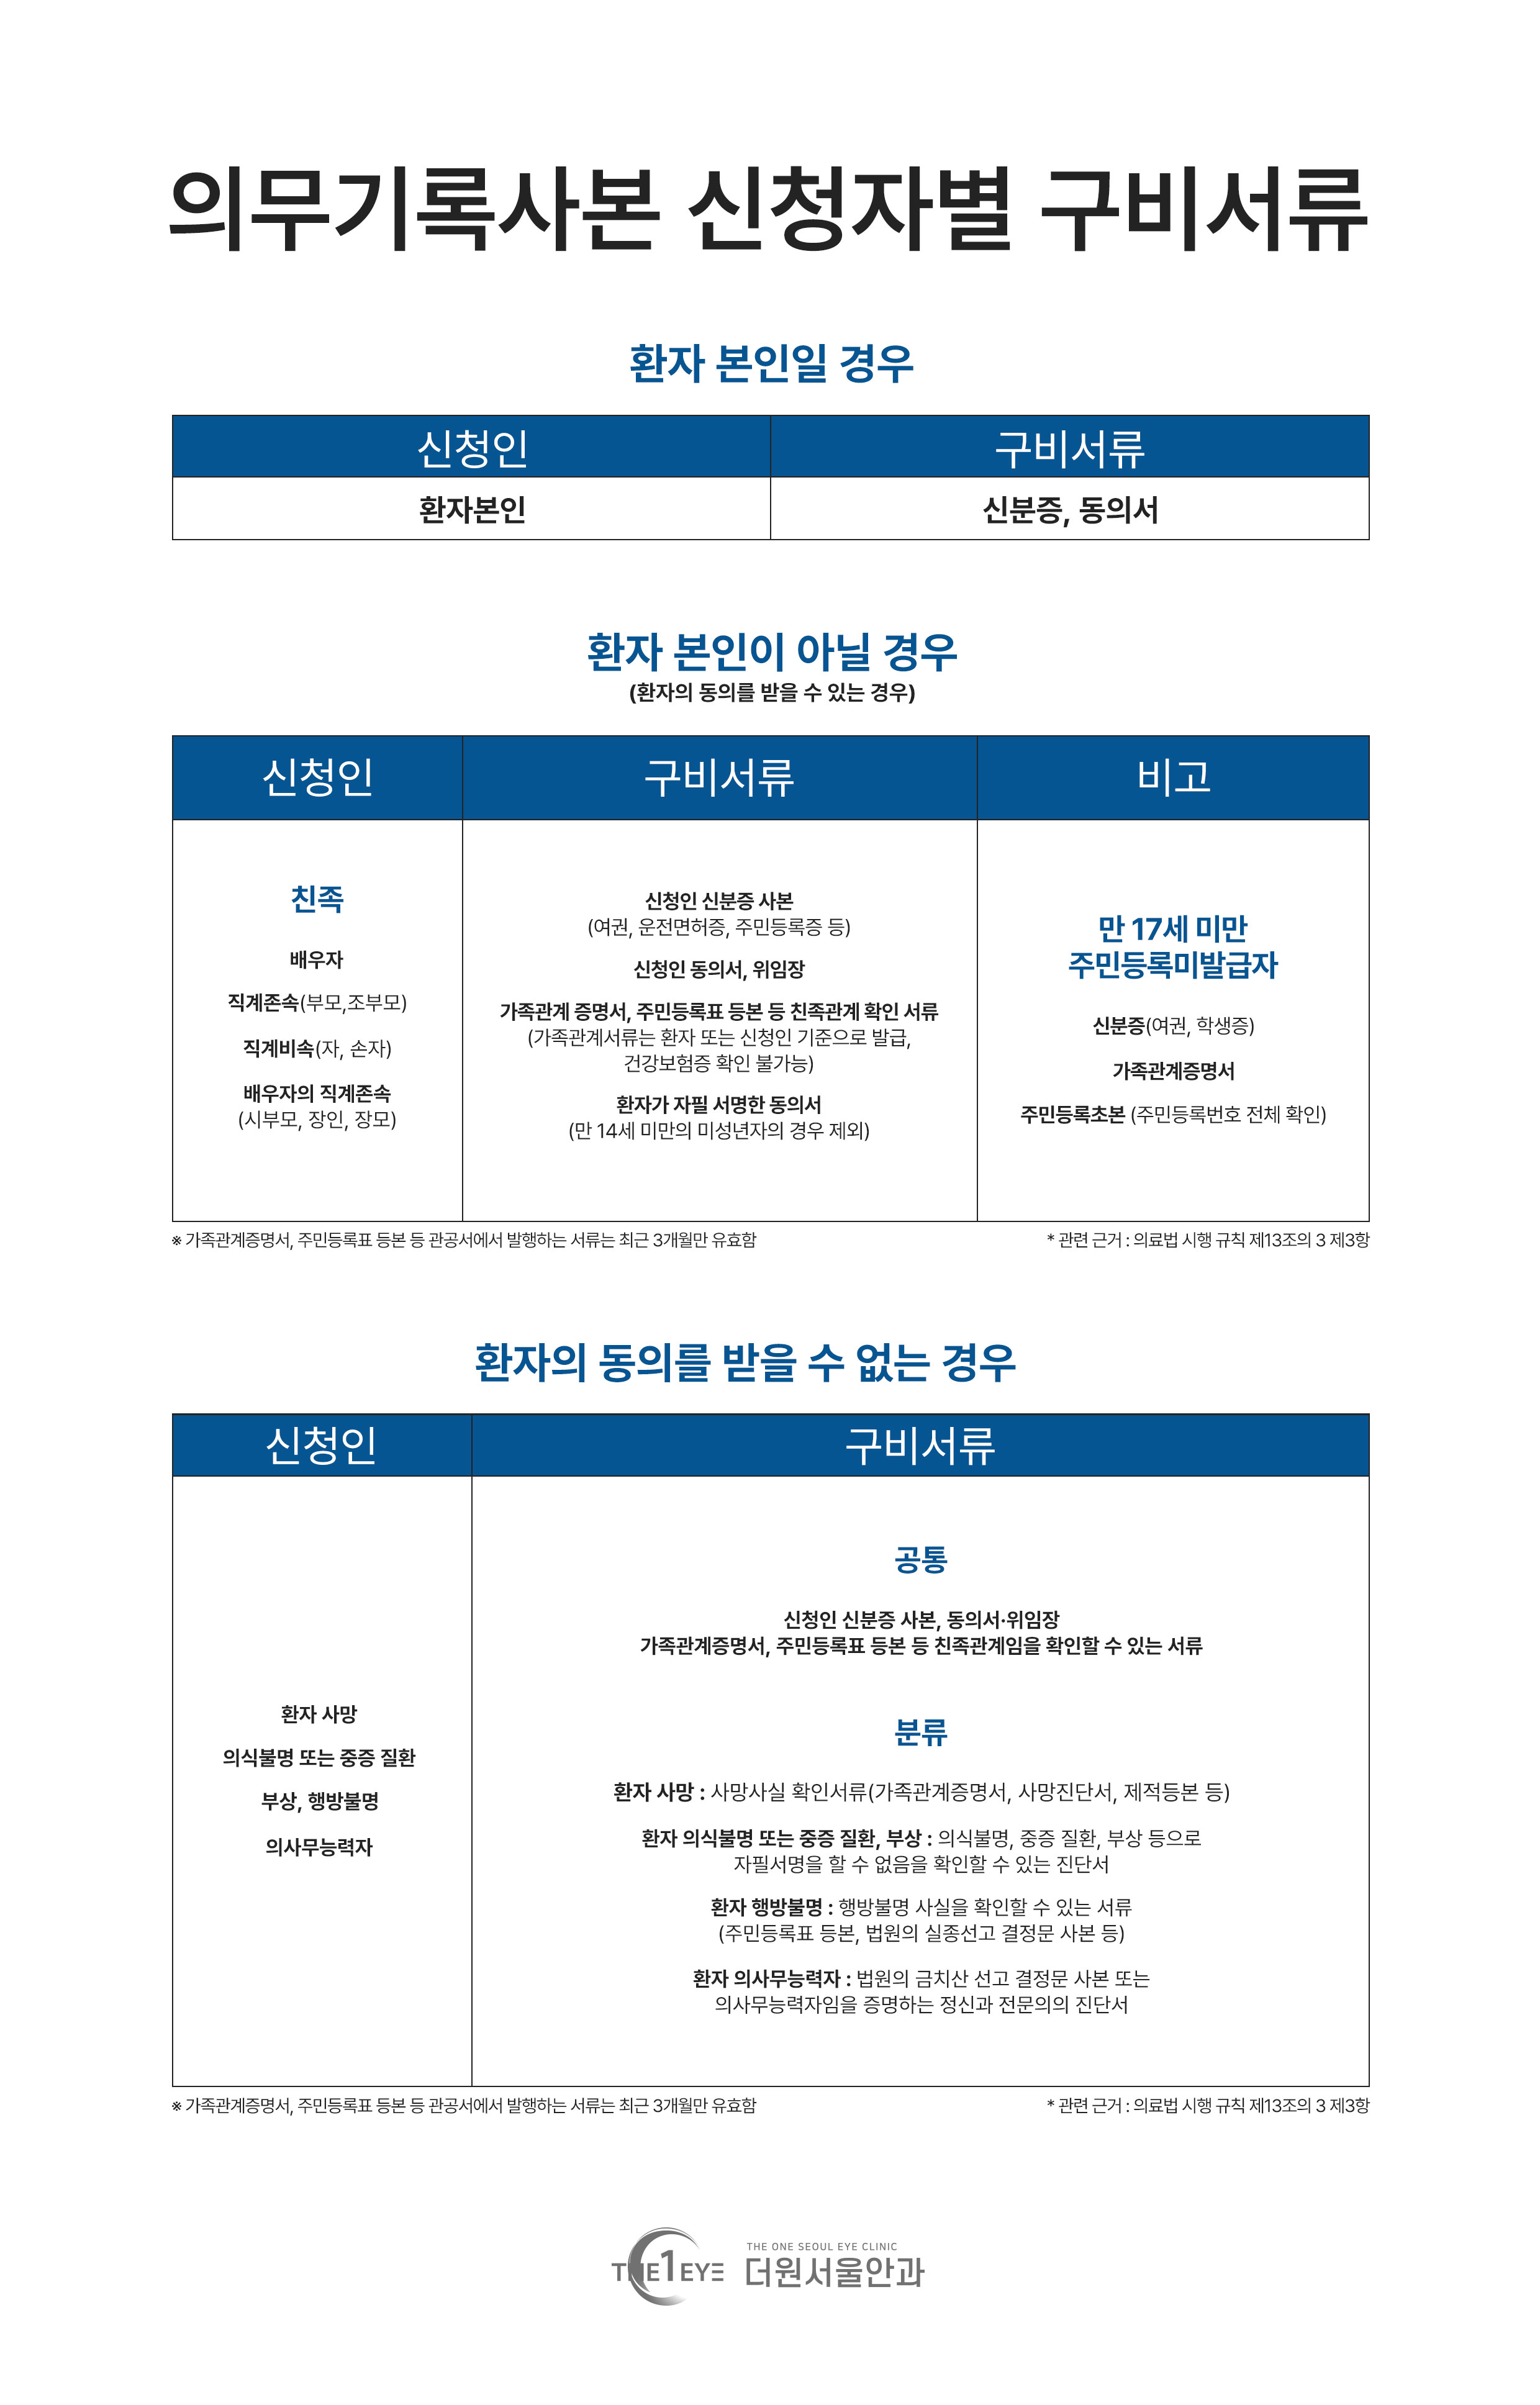 의무기록사본 신청자별 구비서류
환자 본인일 경우
신청인
구비서류
환자본인
신분증, 동의서
환자 본인이 아닐 경우
(환자의 동의를 받을 수 있는 경우)
신청인
구비서류
비고
친족
배우자
직계존속(부모,조부모)
직계비속(자, 손자)
배우자의 직계존속
(시부모, 장인, 장모)
신청인 신분증 사본
(여권, 운전면허증, 주민등록증 등)
신청인 동의서, 위임장
가족관계 증명서, 주민등록표 등본 등 친족관계 확인 서류
(가족관계서류는 환자 또는 신청인 기준으로 발급,
건강보험증 확인 불가능)
환자가 자필 서명한 동의서
(만 14세 미만의 미성년자의 경우 제외)
만 17세 미만
주민등록미발급자
신분증(여권, 학생증)
가족관계증명서
주민등록초본 (주민등록번호 전체 확인)
※ 가족관계증명서, 주민등록표 등본 등 관공서에서 발행하는 서류는 최근 3개월만 유효함
* 관련 근거 : 의료법 시행 규칙 제13조의 3 제3항
환자의 동의를 받을 수 없는 경우
신청인
구비서류
환자 사망
의식불명 또는 중증 질환
부상, 행방불명
의사무능력자
공통
신청인 신분증 사본, 동의서·위임장
가족관계증명서, 주민등록표 등본 등 친족관계임을 확인할 수 있는 서류
분류
환자 사망 : 사망사실 확인서류(가족관계증명서, 사망진단서, 제적등본 등)
환자 의식불명 또는 중증 질환, 부상 : 의식불명, 중증 질환, 부상 등으로
자필서명을 할 수 없음을 확인할 수 있는 진단서
환자 행방불명 : 행방불명 사실을 확인할 수 있는 서류
(주민등록표 등본, 법원의 실종선고 결정문 사본 등)
환자 의사무능력자 : 법원의 금치산 선고 결정문 사본 또는
의사무능력자임을 증명하는 정신과 전문의의 진단서
※ 가족관계증명서, 주민등록표 등본 등 관공서에서 발행하는 서류는 최근 3개월만 유효함
* 관련 근거 : 의료법 시행 규칙 제13조의 3 제3항
THE 1 EYE
THE ONE SEOUL EYE CLINIC
더원서울안과